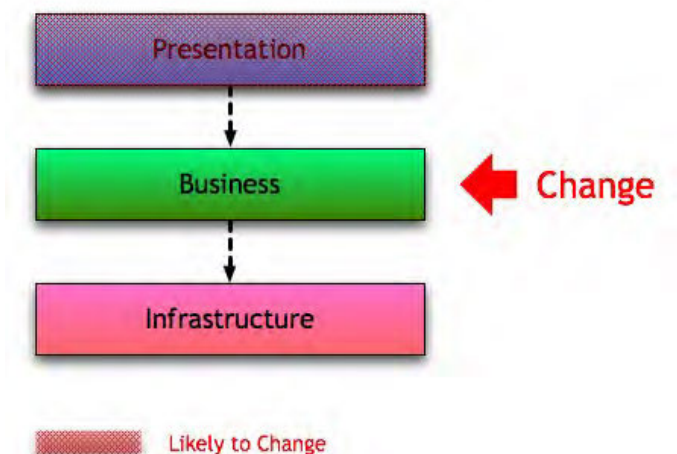 Presentation
Business
Change
Infrastructure
Likely to Change